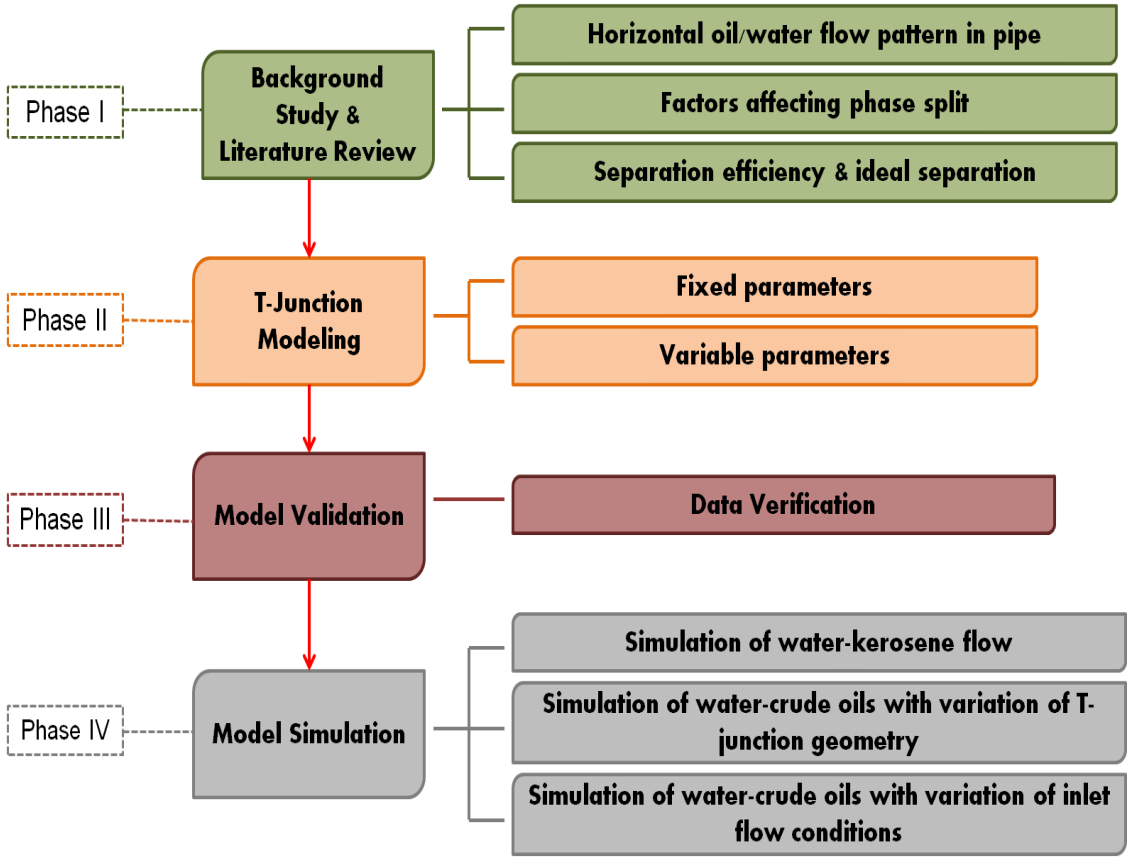 Phase I
Background
Study &
Literature Review
Horizontal oil/water flow pattern in pipe
Factors affecting phase split
Separation efficiency & ideal separation
Phase II
T-Junction
Modeling
Fixed parameters
Variable parameters
Phase III
Model Validation
Data Verification
Phase IV
Model Simulation
Simulation of water-kerosene flow
Simulation of water-crude oils with variation of T-
junction geometry
Simulation of water-crude oils with variation of inlet
flow conditions